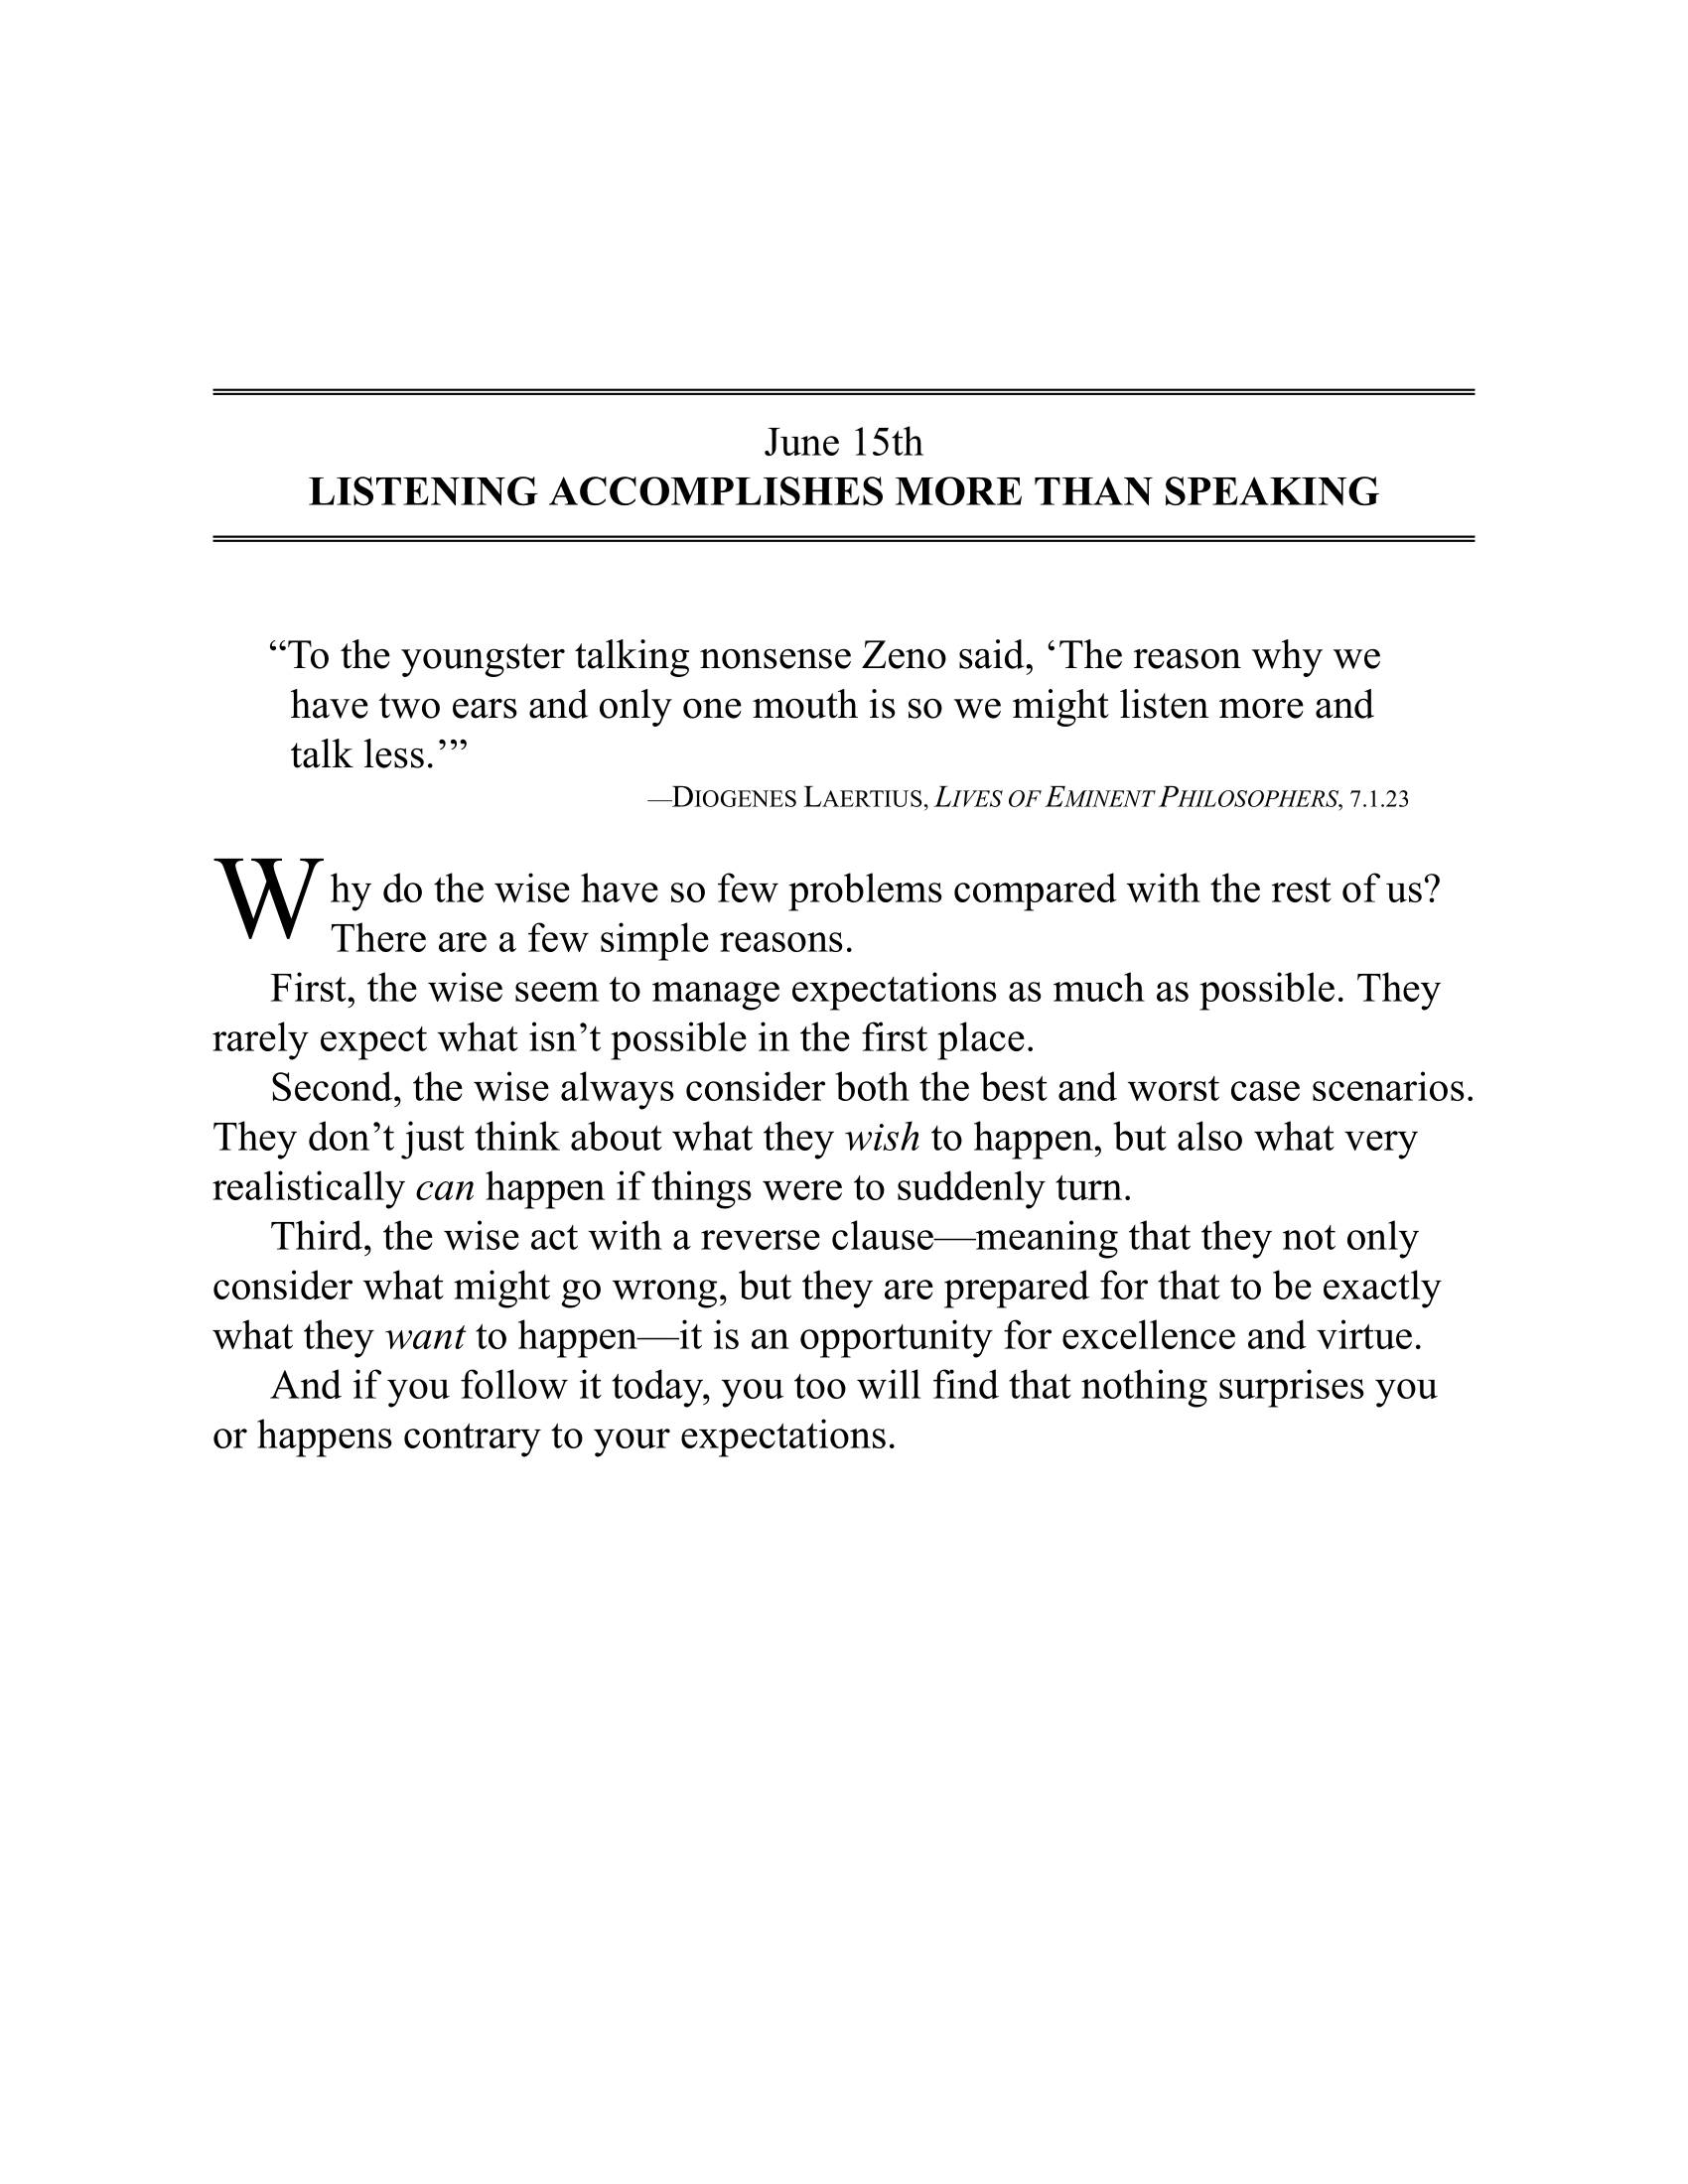 June 15th
LISTENING ACCOMPLISHES MORE THAN SPEAKING
“To the youngster talking nonsense Zeno said, ‘The reason why we
have two ears and only one mouth is so we might listen more and
talk less.’”
—DIOGENES LAERTIUS, LIVES OF EMINENT PHILOSOPHERS, 7.1.23
Why do the wise have so few problems compared with the rest of us?
There are a few simple reasons.
First, the wise seem to manage expectations as much as possible. They
rarely expect what isn’t possible in the first place.
Second, the wise always consider both the best and worst case scenarios.
They don’t just think about what they wish to happen, but also what very
realistically can happen if things were to suddenly turn.
Third, the wise act with a reverse clause—meaning that they not only
consider what might go wrong, but they are prepared for that to be exactly
what they want to happen—it is an opportunity for excellence and virtue.
And if you follow it today, you too will find that nothing surprises you
or happens contrary to your expectations.